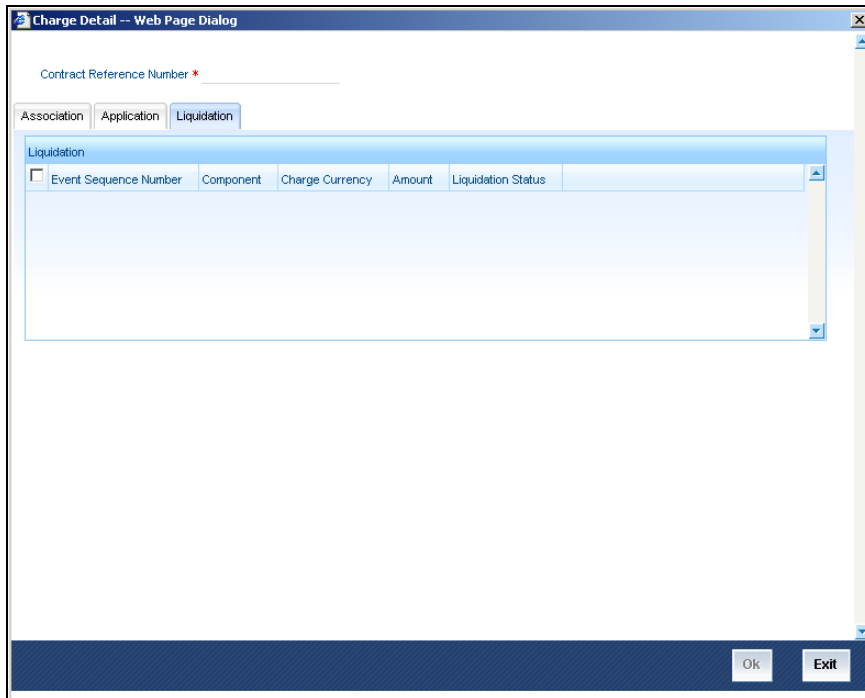 Charge Detail -- Web Page Dialog
Contract Reference Number *
Association Application Liquidation
Liquidation
Event Sequence Number Component Charge Currency Amount Liquidation Status
Ok Exit